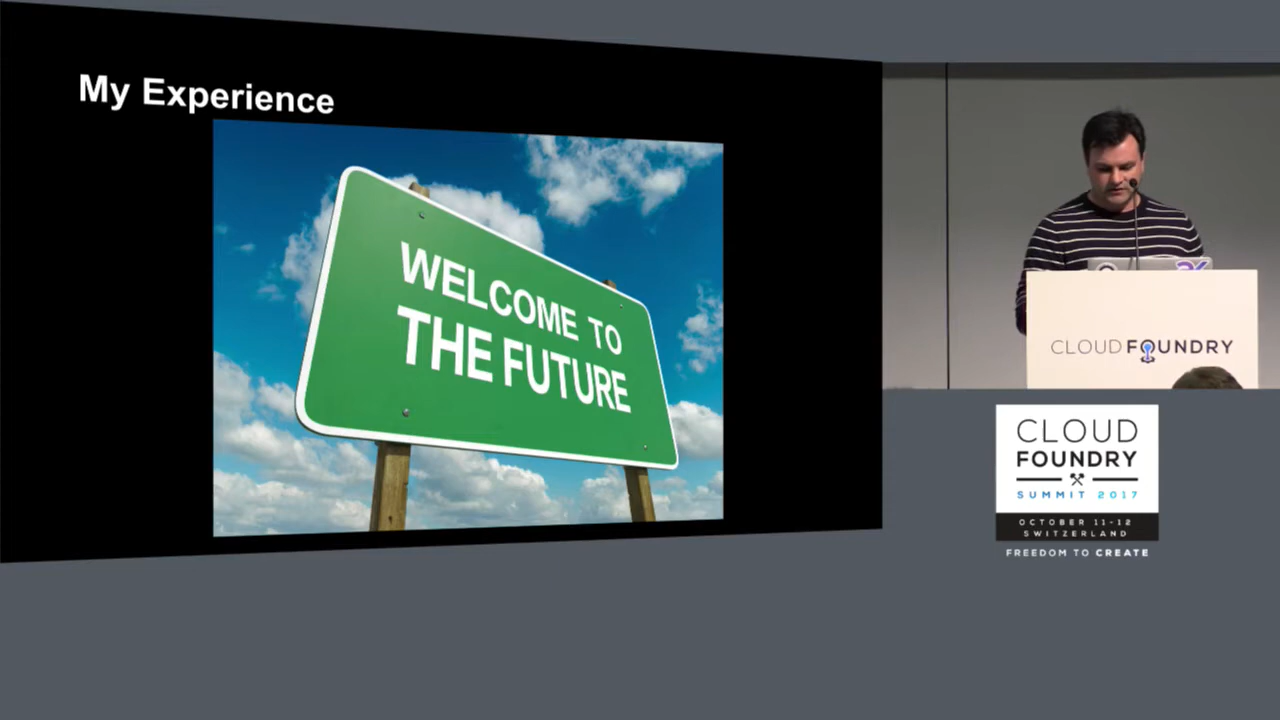 My Experience
WELCOME TO
THE FUTURE
CLOUD FOUNDRY
CLOUD
FOUNDRY
SUMMIT 2017
OCTOBER 11-12
SWITZERLAND
FREEDOM TO CREATE